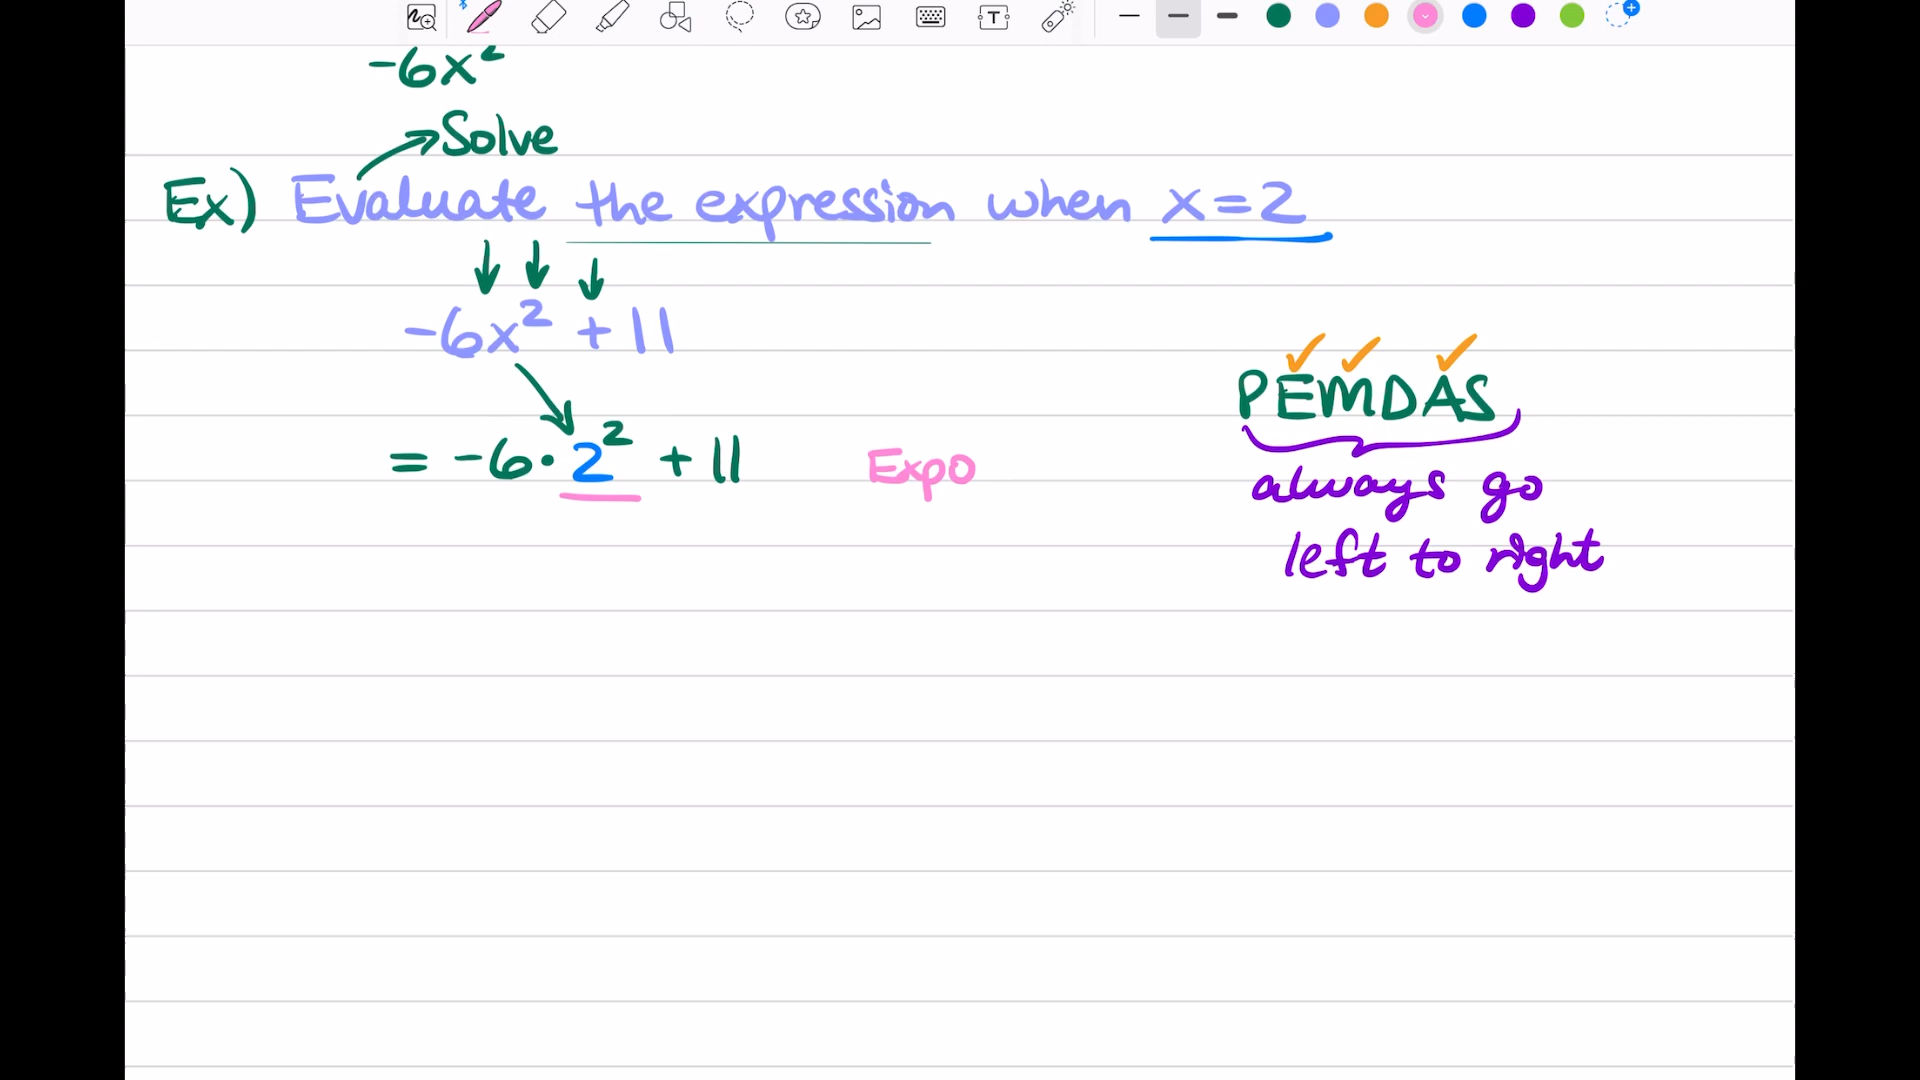 -6x²
Solve
Ex) Evaluate the expression when x=2
-6x² + 11
PEMDAS
= -6·2² + 11
Expo
always go
left to right